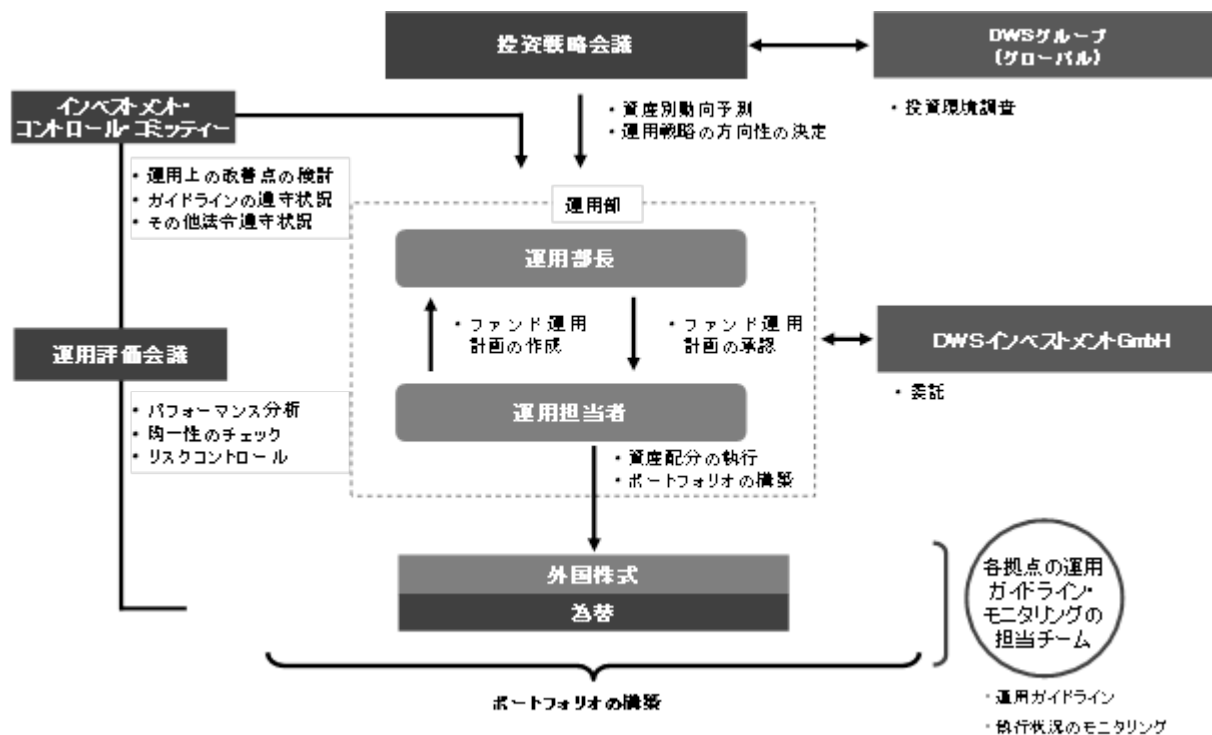 投資戦略会議
DWSグループ
(グローバル)
・投資環境調査
・資産別動向予測
・運用戦略の方向性の決定
インベストメント・
コントロール・コミッティー
・運用上の改善点の検討
・ガイドラインの遵守状況
・その他法令遵守状況
運用部
運用部長
・ファンド運用
計画の作成
・ファンド運用
計画の承認
運用評価会議
・パフォーマンス分析
・均一性のチェック
・リスクコントロール
DWSインベストメントGmbH
・委託
運用担当者
・資産配分の執行
・ポートフォリオの構築
外国株式
為替
ポートフォリオの構築
各拠点の運用
ガイドライン・
モニタリングの
担当チーム
・運用ガイドライン
・執行状況のモニタリング